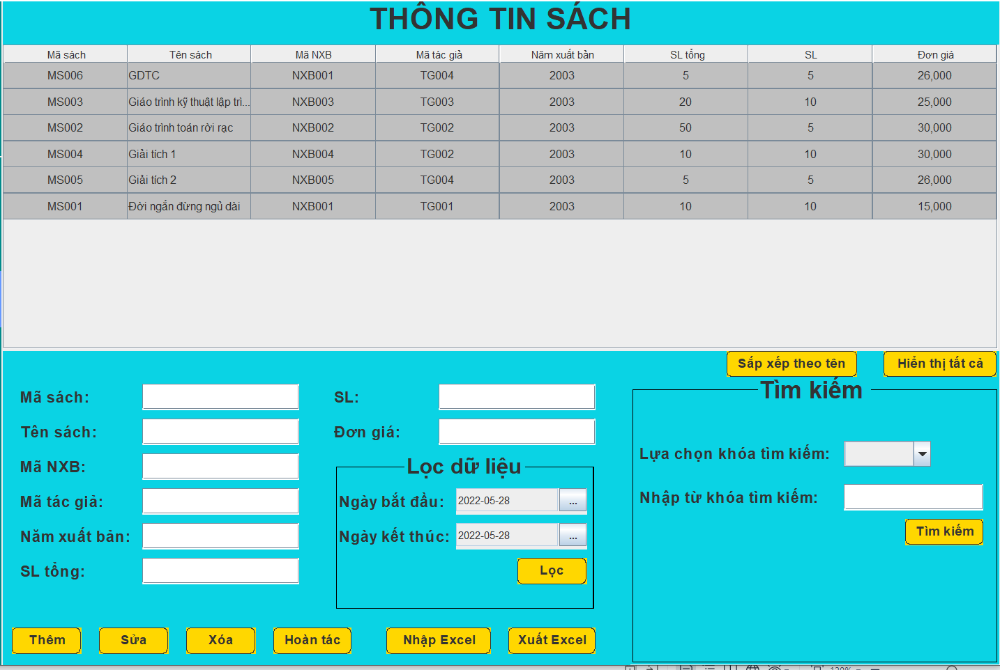 THÔNG TIN SÁCH
Mã sách Tên sách Mã NXB Mã tác giả Năm xuất bản SL tổng SL Đơn giá
MS006 GDTC NXB001 TG004 2003 5 5 26,000
MS003 Giáo trình kỹ thuật lập trì... NXB003 TG003 2003 20 10 25,000
MS002 Giáo trình toán rời rạc NXB002 TG002 2003 50 5 30,000
MS004 Giải tích 1 NXB004 TG002 2003 10 10 30,000
MS005 Giải tích 2 NXB005 TG004 2003 5 5 26,000
MS001 Đời ngắn đừng ngủ dài NXB001 TG001 2003 10 10 15,000
Sắp xếp theo tên Hiển thị tất cả
Mã sách:
Tên sách:
Mã NXB:
Mã tác giả:
Năm xuất bản:
SL tổng:
SL:
Đơn giá:
Lọc dữ liệu
Ngày bắt đầu: 2022-05-28 ...
Ngày kết thúc: 2022-05-28 ...
Lọc
Tìm kiếm
Lựa chọn khóa tìm kiếm:
Nhập từ khóa tìm kiếm:
Tìm kiếm
Thêm Sửa Xóa Hoàn tác Nhập Excel Xuất Excel